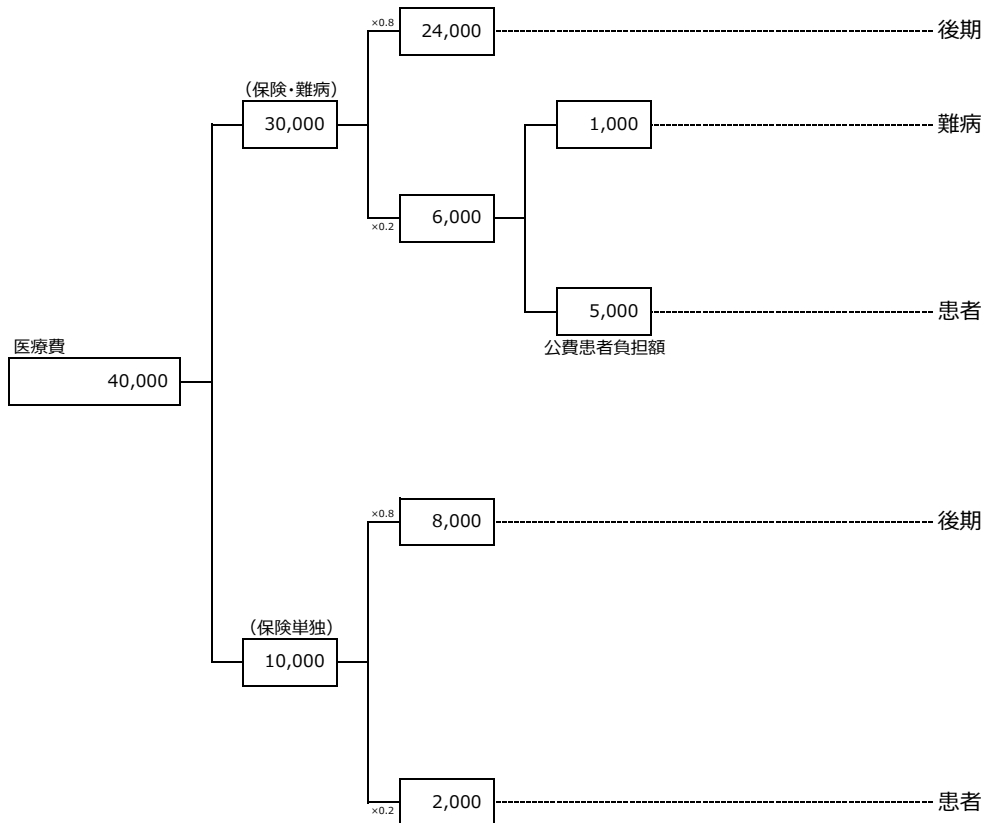 ×0.8
24,000
後期
（保険・難病）
30,000
1,000
難病
×0.2
6,000
5,000
患者
公費患者負担額
医療費
40,000
×0.8
8,000
後期
（保険単独）
10,000
×0.2
2,000
患者